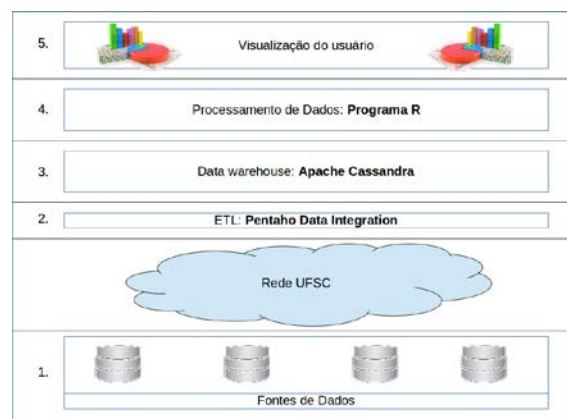 5. Visualização do usuário
4. Processamento de Dados: Programa R
3. Data warehouse: Apache Cassandra
2. ETL: Pentaho Data Integration
Rede UFSC
1.
Fontes de Dados